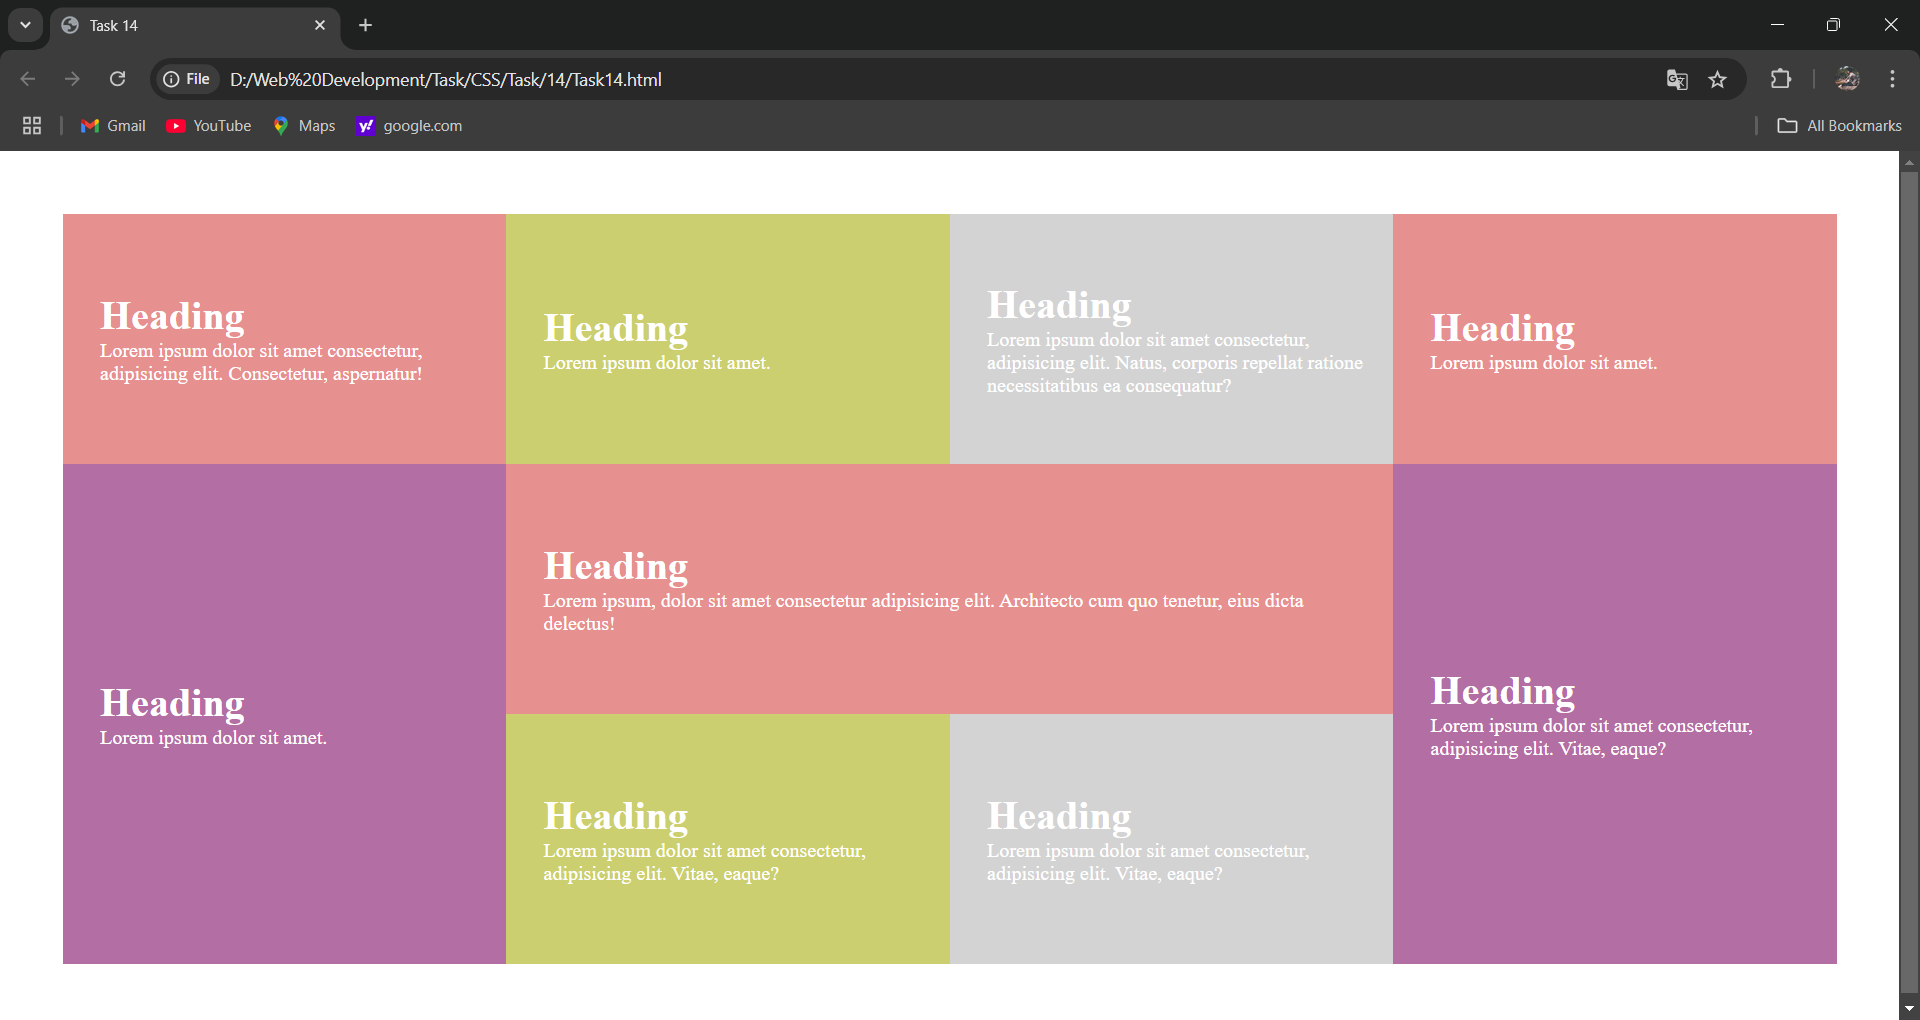 Task 14
File
D:/Web%20Development/Task/CSS/Task/14/Task14.html
Gmail
YouTube
Maps
y!
google.com
All Bookmarks
Heading
Lorem ipsum dolor sit amet consectetur,
adipisicing elit. Consectetur, aspernatur!
Heading
Lorem ipsum dolor sit amet.
Heading
Lorem ipsum dolor sit amet consectetur,
adipisicing elit. Natus, corporis repellat ratione
necessitatibus ea consequatur?
Heading
Lorem ipsum dolor sit amet.
Heading
Lorem ipsum dolor sit amet.
Heading
Lorem ipsum, dolor sit amet consectetur adipisicing elit. Architecto cum quo tenetur, eius dicta
delectus!
Heading
Lorem ipsum dolor sit amet consectetur,
adipisicing elit. Vitae, eaque?
Heading
Lorem ipsum dolor sit amet consectetur,
adipisicing elit. Vitae, eaque?
Heading
Lorem ipsum dolor sit amet consectetur,
adipisicing elit. Vitae, eaque?